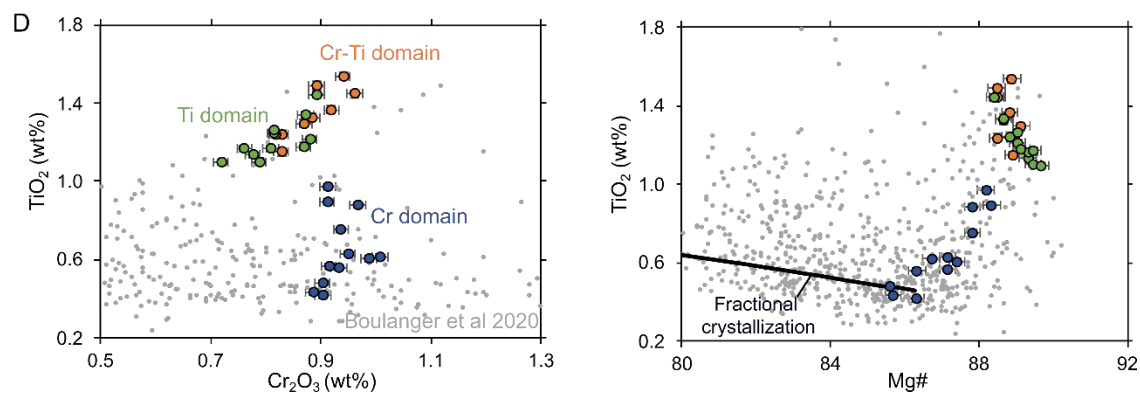 D
1.8
1.4
1.0
0.6
0.2
TiO2 (wt%)
Cr-Ti domain
Ti domain
Cr domain
Boulanger et al 2020
0.5
0.7
0.9
1.1
1.3
Cr2O3 (wt%)
1.8
1.4
1.0
0.6
0.2
TiO2 (wt%)
Fractional
crystallization
80
84
88
92
Mg#